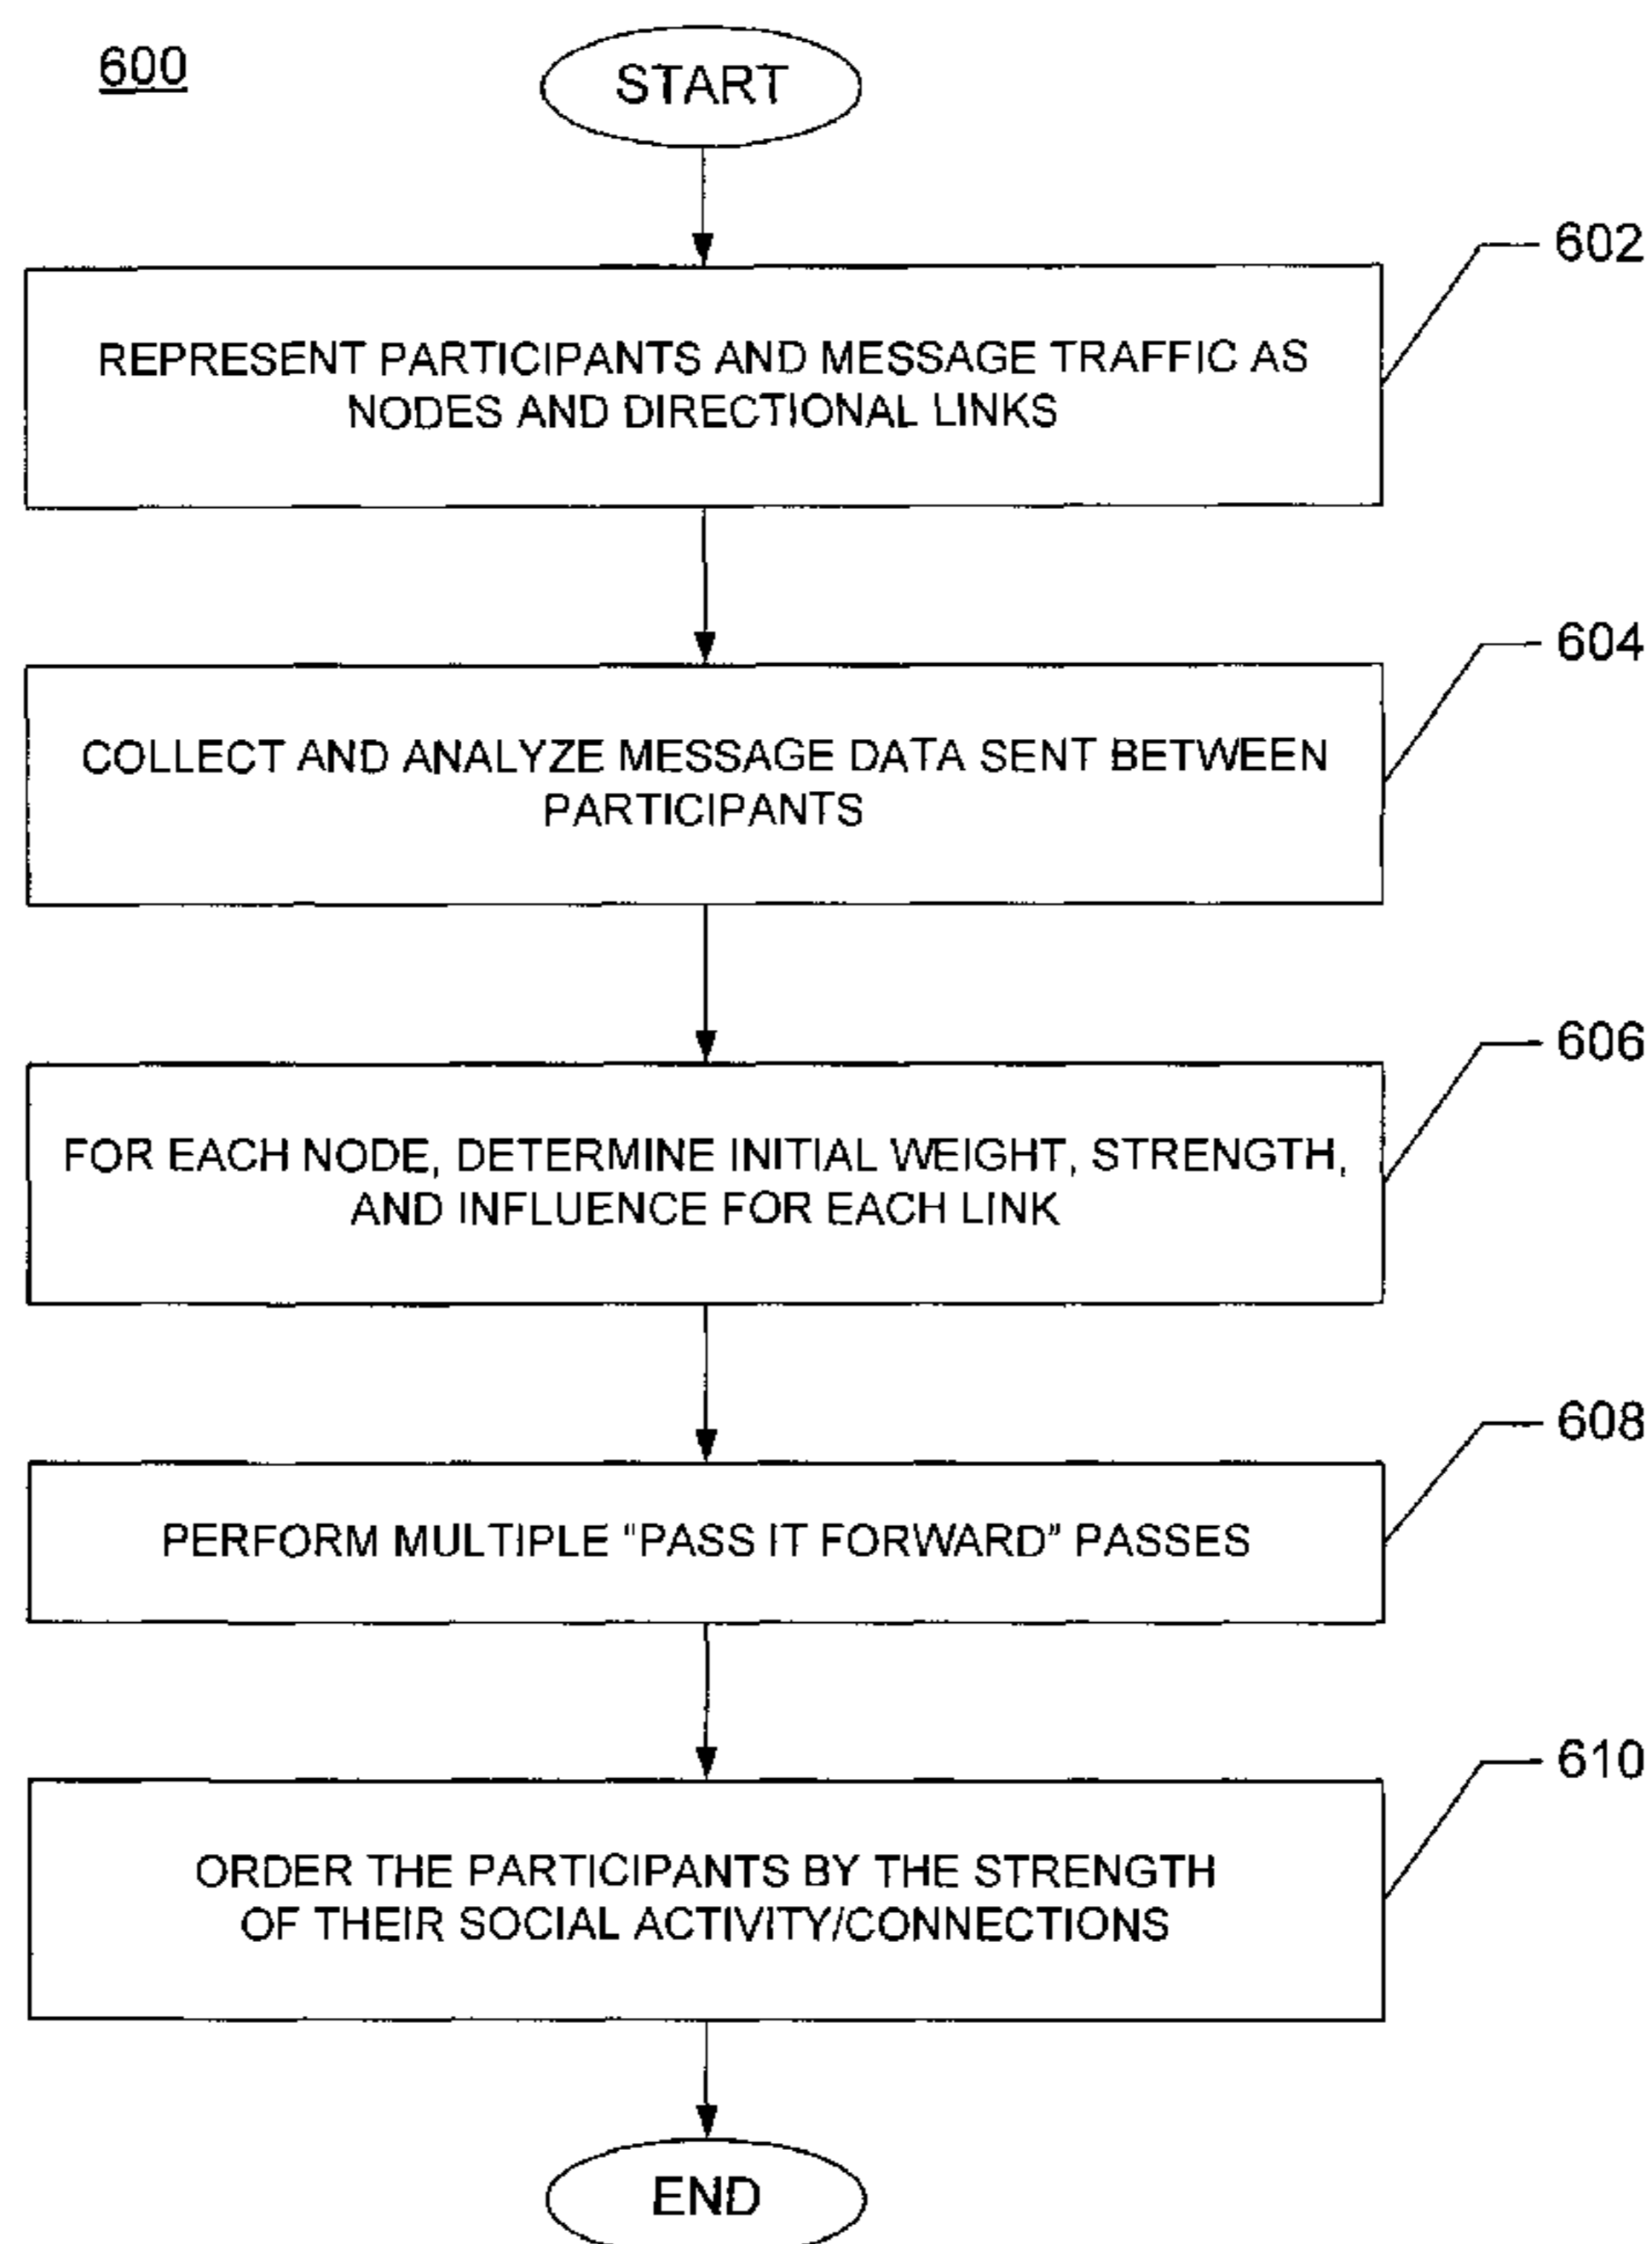 600
START
602
REPRESENT PARTICIPANTS AND MESSAGE TRAFFIC AS
NODES AND DIRECTIONAL LINKS
604
COLLECT AND ANALYZE MESSAGE DATA SENT BETWEEN
PARTICIPANTS
606
FOR EACH NODE, DETERMINE INITIAL WEIGHT, STRENGTH,
AND INFLUENCE FOR EACH LINK
608
PERFORM MULTIPLE "PASS IT FORWARD" PASSES
610
ORDER THE PARTICIPANTS BY THE STRENGTH
OF THEIR SOCIAL ACTIVITY/CONNECTIONS
END